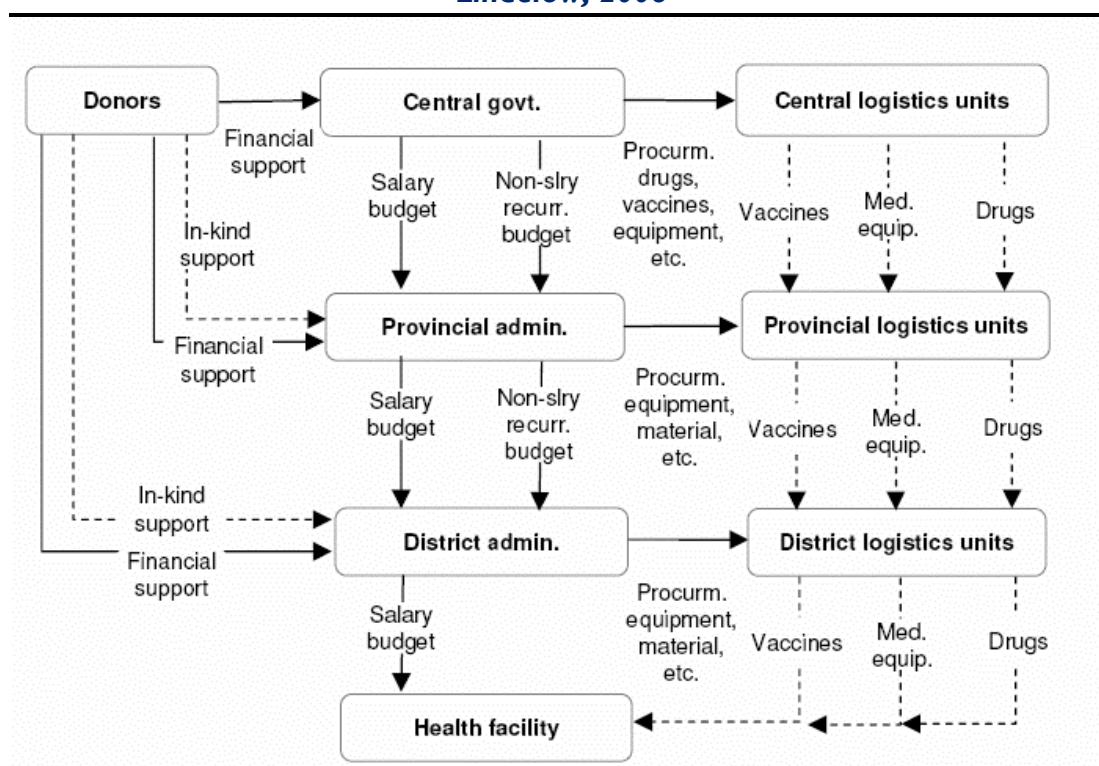 Donors
Central govt.
Central logistics units
Financial
support
Salary
budget
Non-slry
recurr.
budget
Procurm.
drugs,
vaccines,
equipment,
etc.
Vaccines
Med.
equip.
Drugs
In-kind
support
Provincial admin.
Provincial logistics units
Financial
support
Salary
budget
Non-slry
recurr.
budget
Procurm.
equipment,
material,
etc.
Vaccines
Med.
equip.
Drugs
In-kind
support
District admin.
District logistics units
Financial
support
Salary
budget
Procurm.
equipment,
material,
etc.
Vaccines
Med.
equip.
Drugs
Health facility